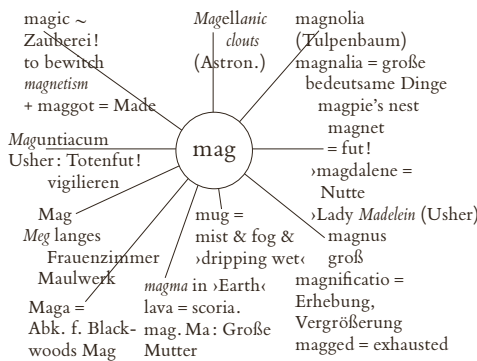 magic ~
Zauberei!
to bewitch
magnetism
+ maggot = Made
Magellanic
clouts
(Astron.)
magnolia
(Tulpenbaum)
magnalia = große
bedeutsame Dinge
magpie's nest
magnet
= fut!
›magdalene =
Nutte
›Lady Madelein (Usher)
magnus
groß
magnificatio =
Erhebung,
Vergrößerung
magged = exhausted
mag
Maguntiacum
Usher: Totenfut!
vigilieren
Mag
Meg langes
Frauenzimmer
Maulwerk
Maga =
Abk. f. Black-
woods Mag
mug =
mist & fog &
›dripping wet‹
magma in ›Earth‹
lava = scoria.
mag. Ma: Große
Mutter